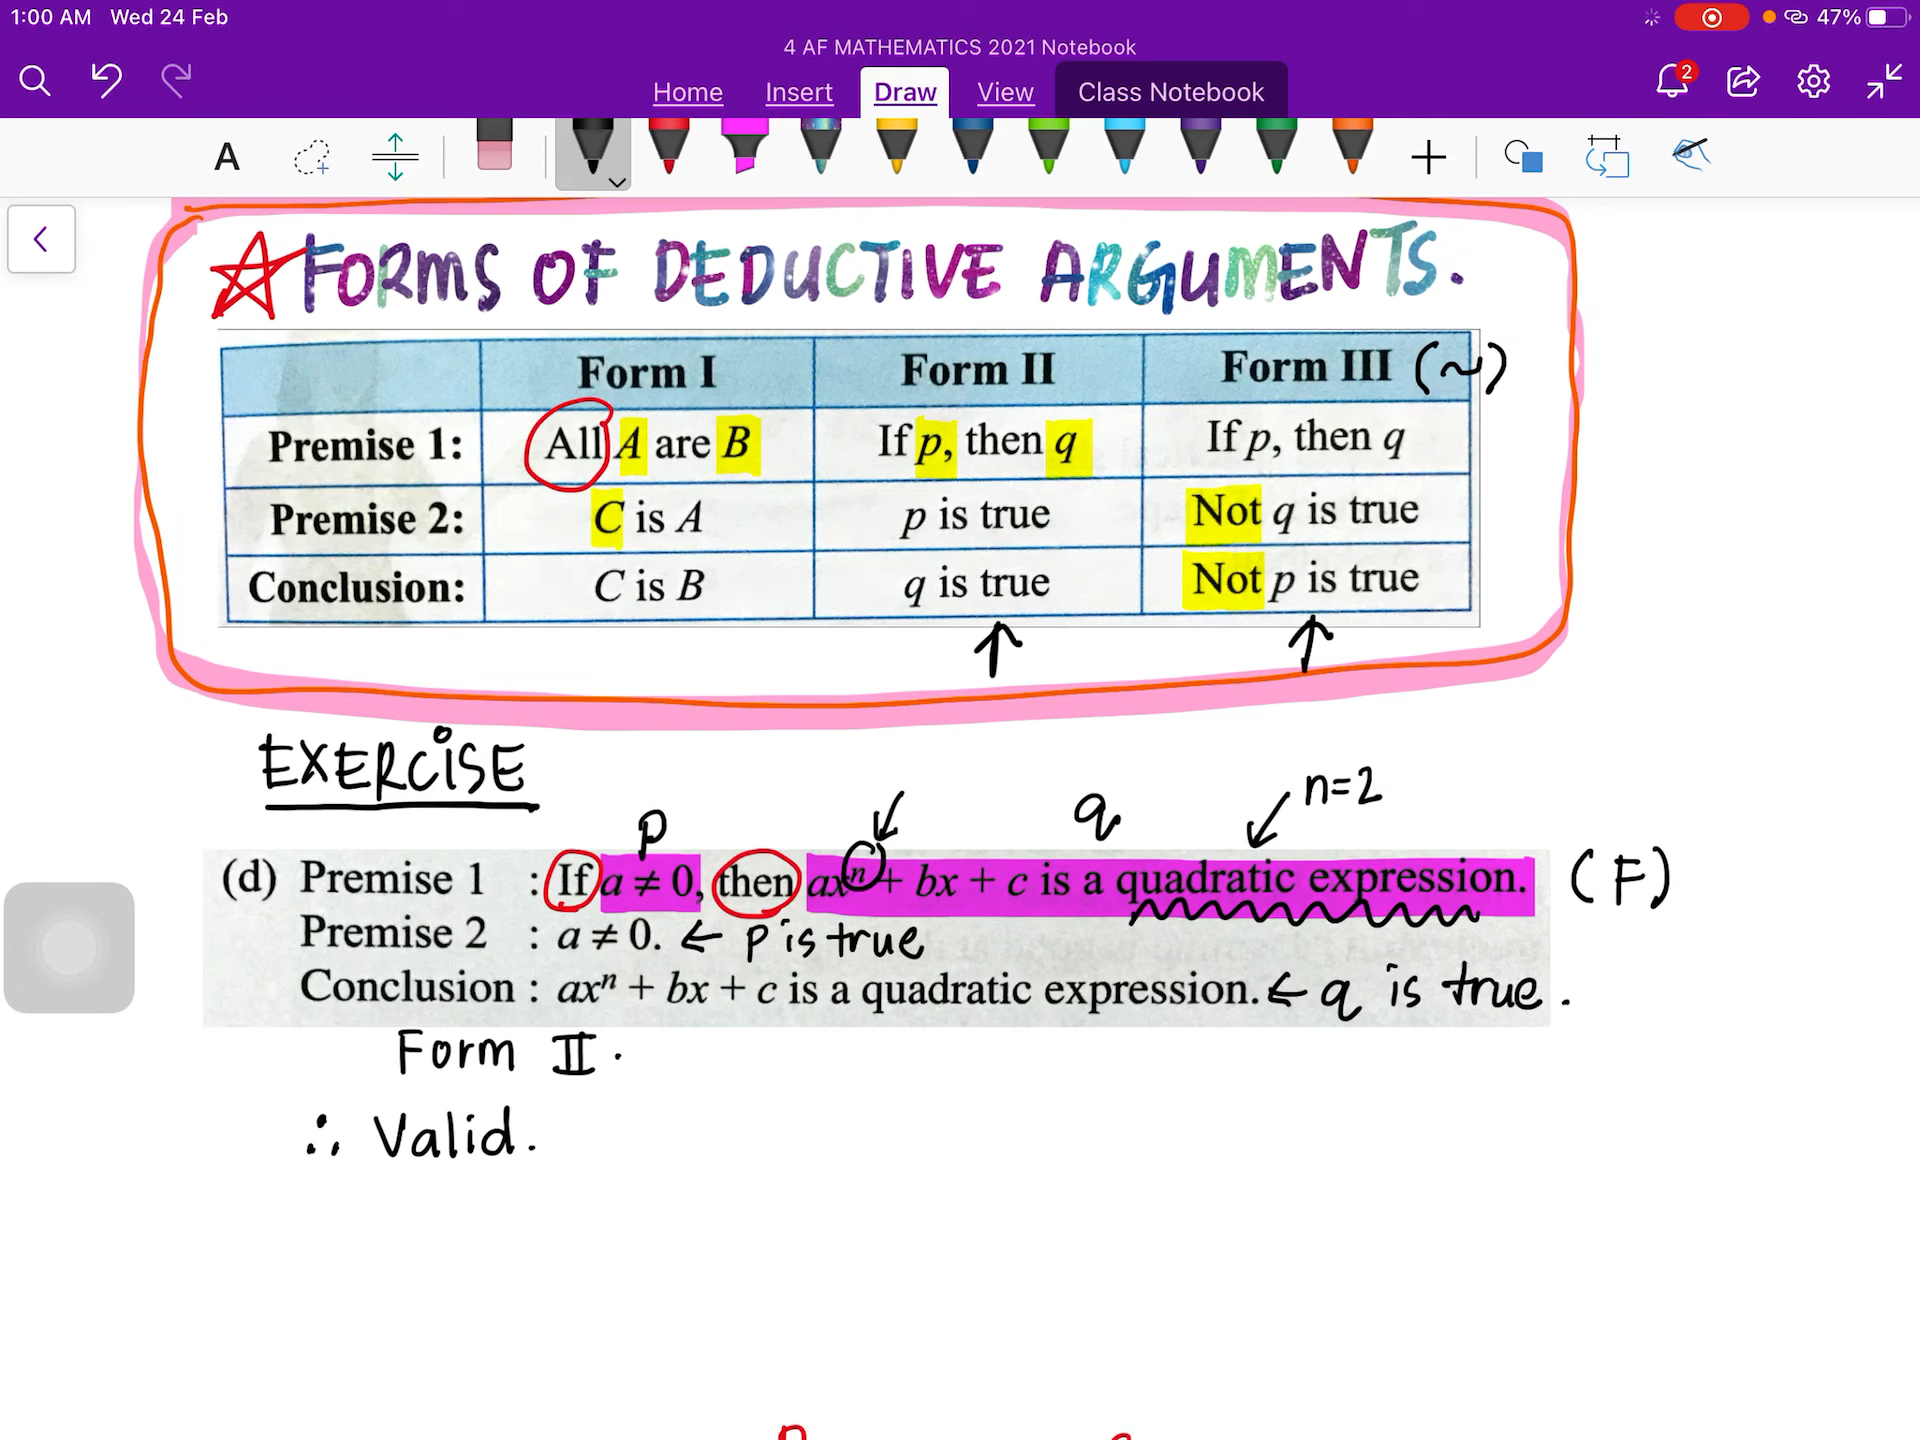 1:00 AM Wed 24 Feb
47%
4 AF MATHEMATICS 2021 Notebook
Home Insert Draw View Class Notebook
2
A
FORMS OF DEDUCTIVE ARGUMENTS.
Form I Form II Form III (~)
Premise 1: All A are B If p, then q If p, then q
Premise 2: C is A p is true Not q is true
Conclusion: C is B q is true Not p is true
EXERCISE
p q n=2
(d) Premise 1 : If a ≠ 0, then axⁿ + bx + c is a quadratic expression. (F)
Premise 2 : a ≠ 0. ← p is true
Conclusion : axⁿ + bx + c is a quadratic expression. ← q is true.
Form II.
∴ Valid.